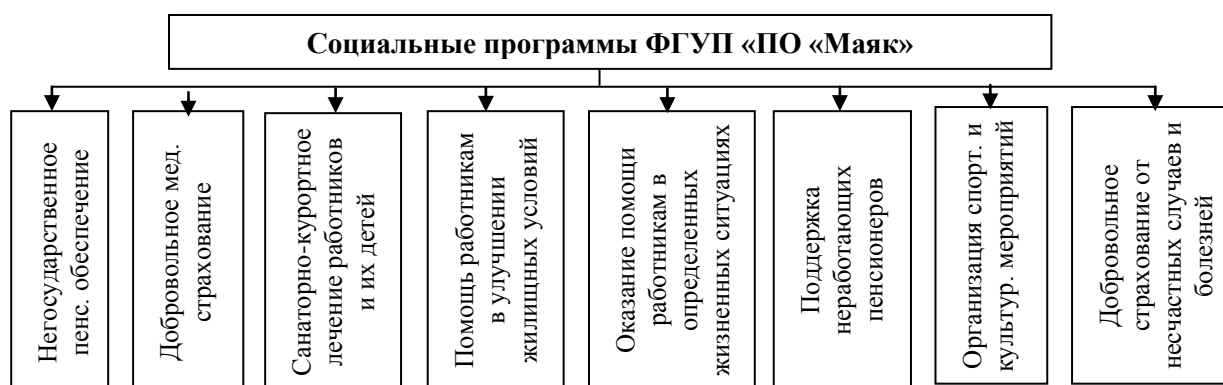 Социальные программы ФГУП «ПО «Маяк»
Негосударственное
пенс. обеспечение
Добровольное мед.
страхование
Санаторно-курортное
лечение работников
и их детей
Помощь работникам
в улучшении
жилищных условий
Оказание помощи
работникам в
определенных
жизненных ситуациях
Поддержка
неработающих
пенсионеров
Организация спорт. и
культур. мероприятий
Добровольное
страхование от
несчастных случаев и
болезней